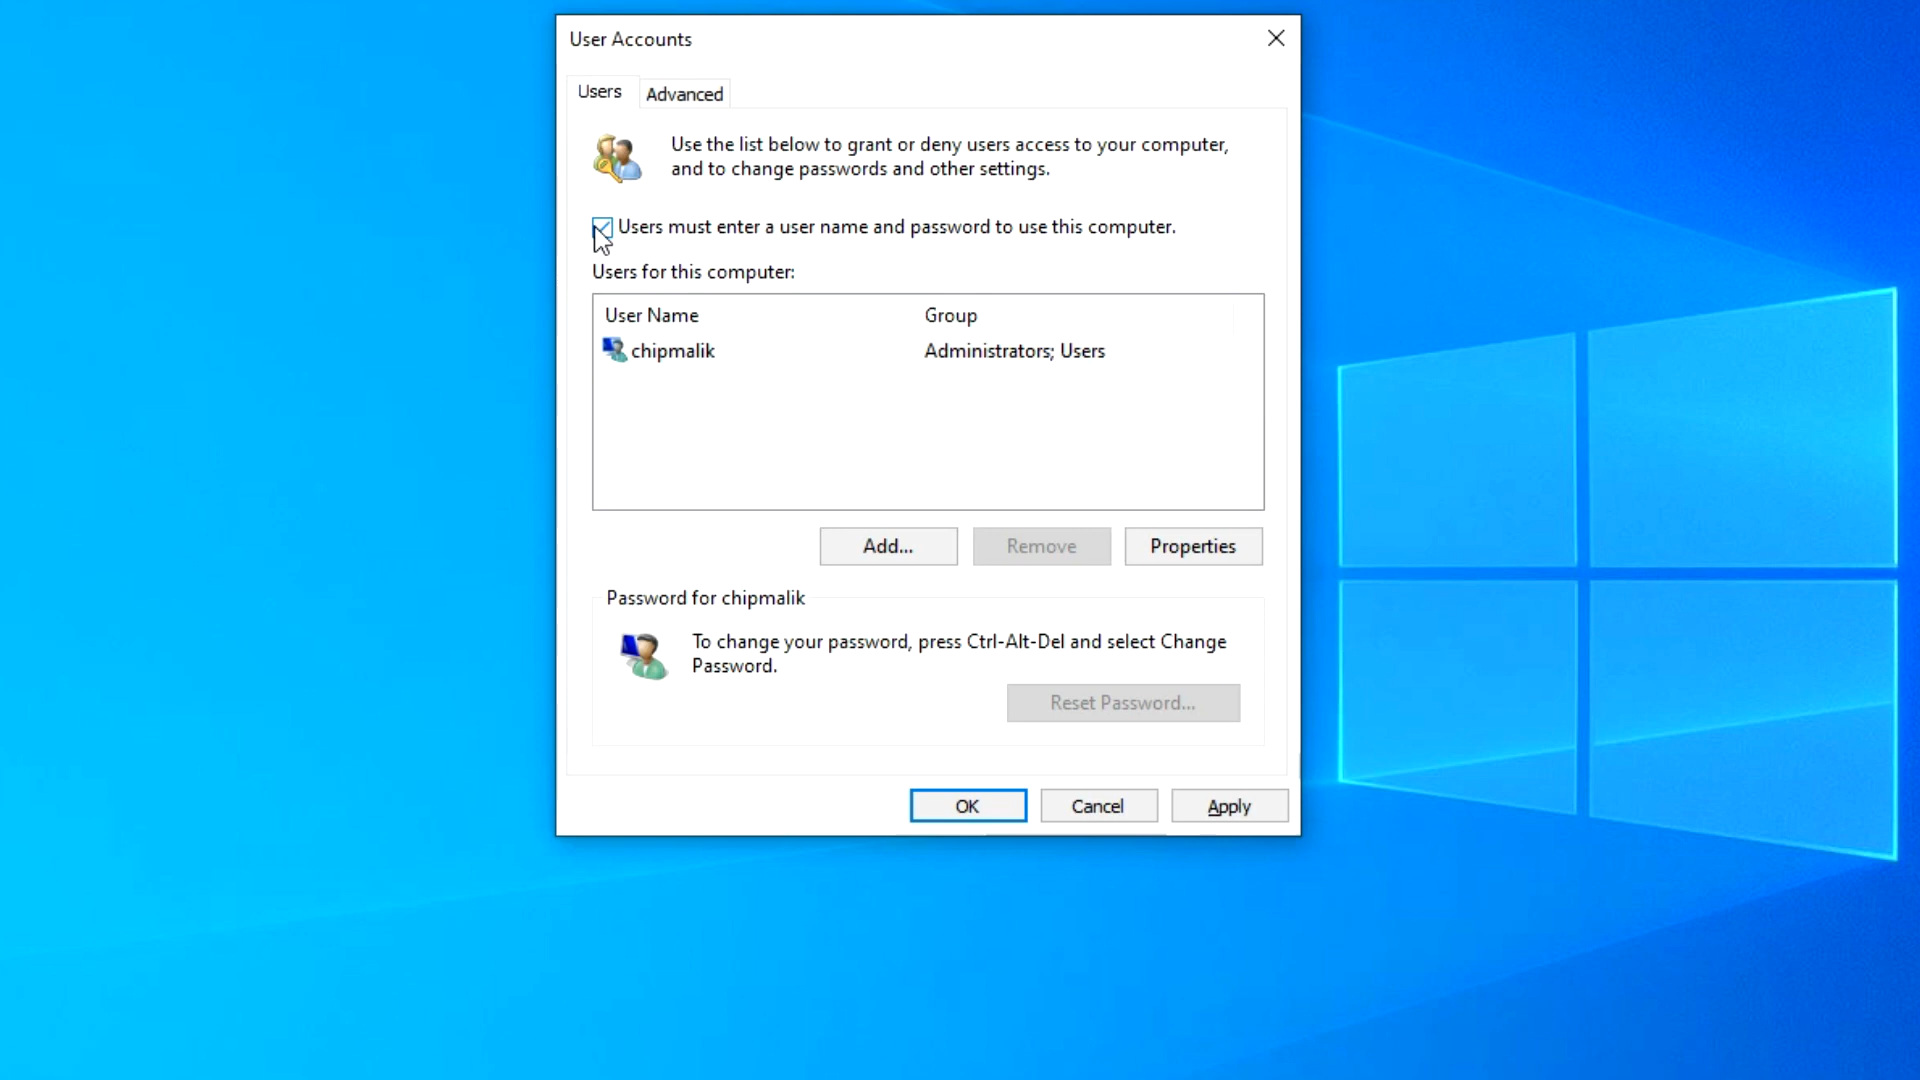 User Accounts
Users
Advanced
Use the list below to grant or deny users access to your computer,
and to change passwords and other settings.
Users must enter a user name and password to use this computer.
Users for this computer:
User Name
Group
chipmalik
Administrators; Users
Add...
Remove
Properties
Password for chipmalik
To change your password, press Ctrl-Alt-Del and select Change
Password.
Reset Password...
OK
Cancel
Apply